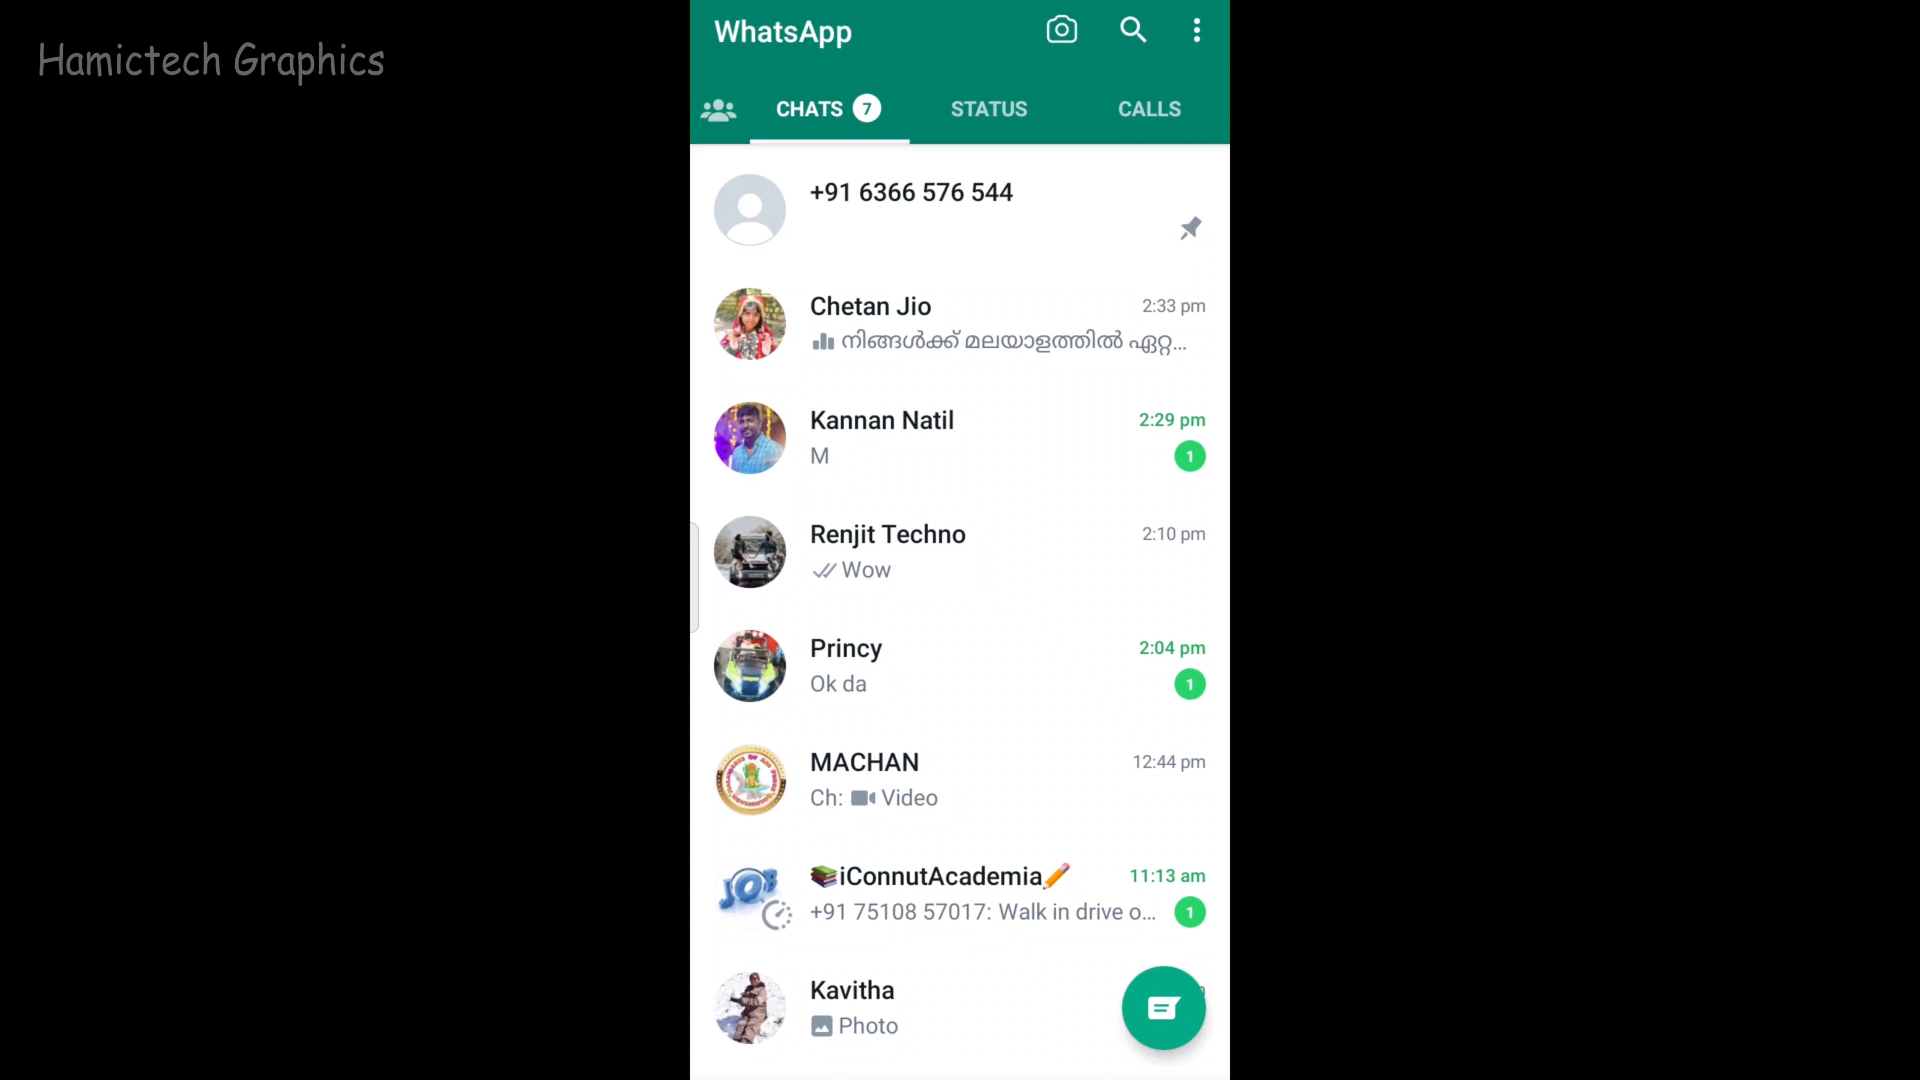 Hamictech Graphics
WhatsApp
CHATS 7 STATUS CALLS
+91 6366 576 544
Chetan Jio 2:33 pm
നിങ്ങൾക്ക് മലയാളത്തിൽ ഏറ്റ...
Kannan Natil 2:29 pm
M 1
Renjit Techno 2:10 pm
Wow
Princy 2:04 pm
Ok da 1
MACHAN 12:44 pm
Ch: Video
📚iConnutAcademia✏️ 11:13 am
+91 75108 57017: Walk in drive o... 1
JOB
Kavitha
Photo